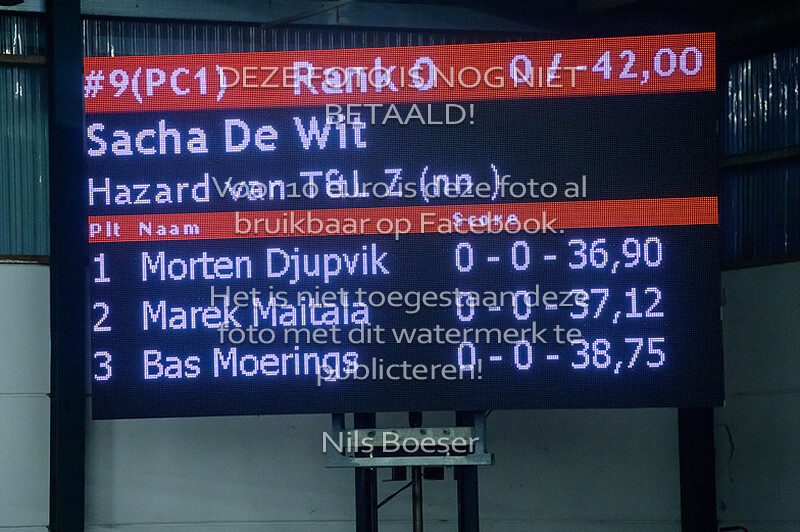 #9(PC1) Rank 0 0 / -42,00
DEZE FOTO IS NOG NIET
BETAALD!
Sacha De Wit
Hazard van T&L Z (nn )
Voor 10 euro is deze foto al
bruikbaar op Facebook.
Plt Naam Score
1 Morten Djupvik 0 - 0 - 36,90
Het is niet toegestaan deze
2 Marek Maitala 0 - 0 - 37,12
foto met dit watermerk te
3 Bas Moerings 0 - 0 - 38,75
publicteren!
Nils Boeser